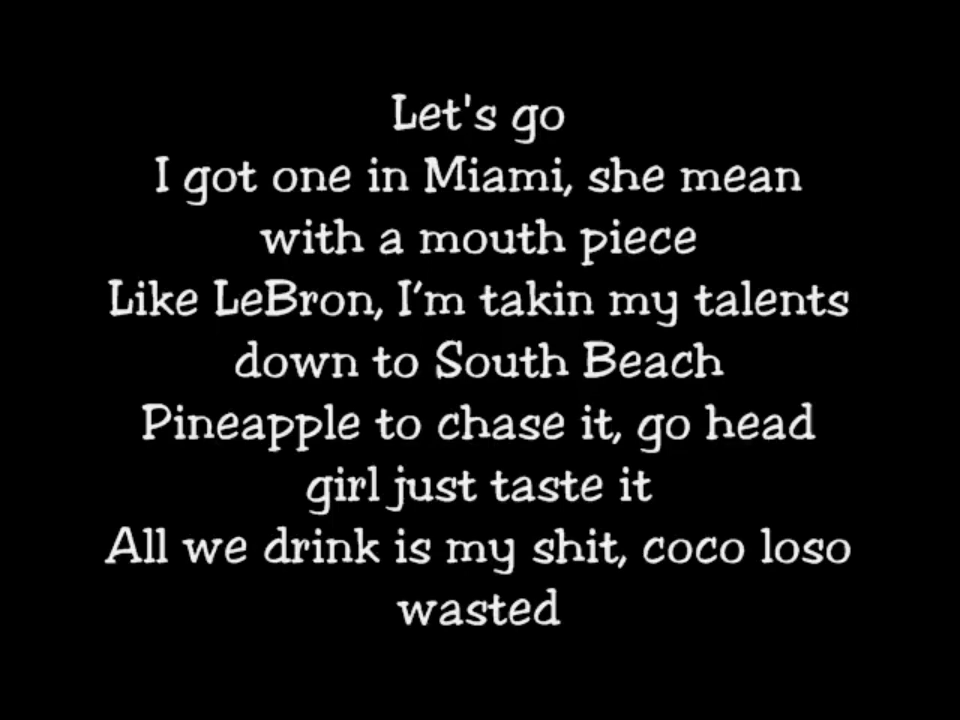 Let's go
I got one in Miami, she mean
with a mouth piece
Like LeBron, I'm takin my talents
down to South Beach
Pineapple to chase it, go head
girl just taste it
All we drink is my shit, coco loso
wasted